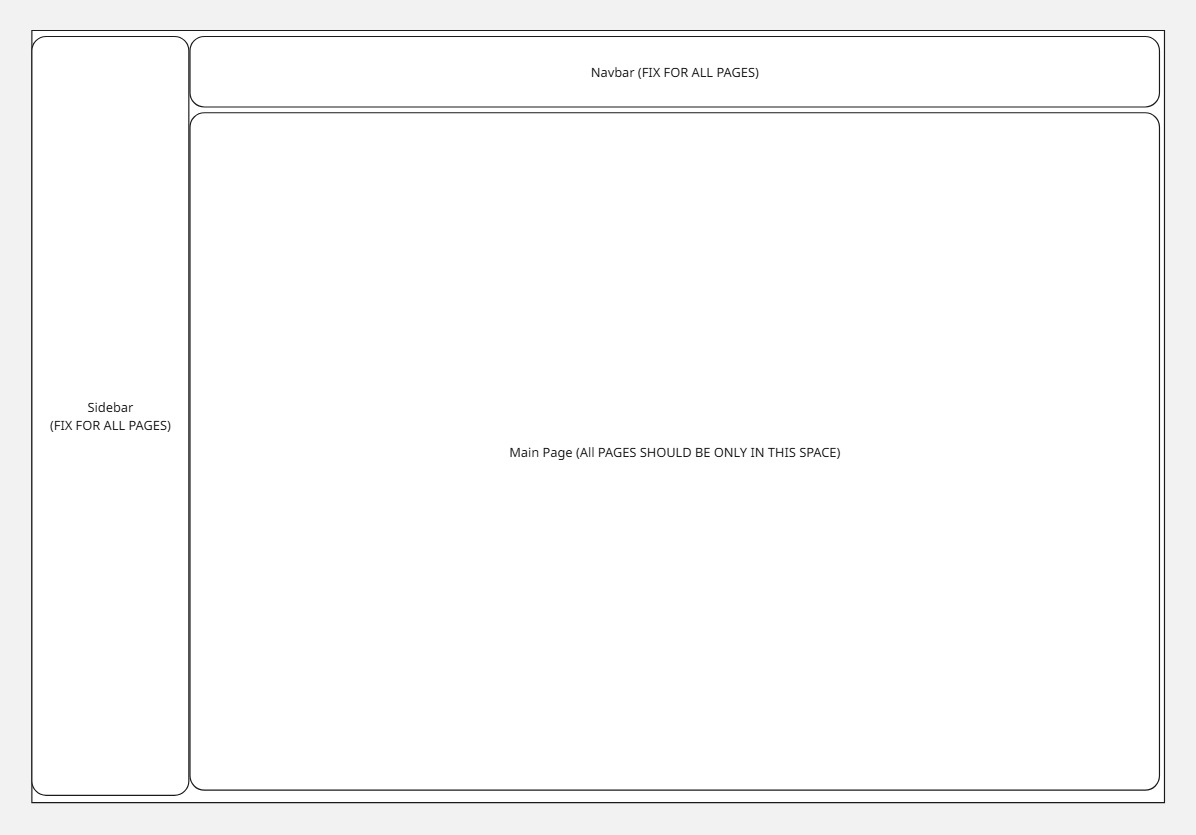 Navbar (FIX FOR ALL PAGES)
Sidebar
(FIX FOR ALL PAGES)
Main Page (All PAGES SHOULD BE ONLY IN THIS SPACE)